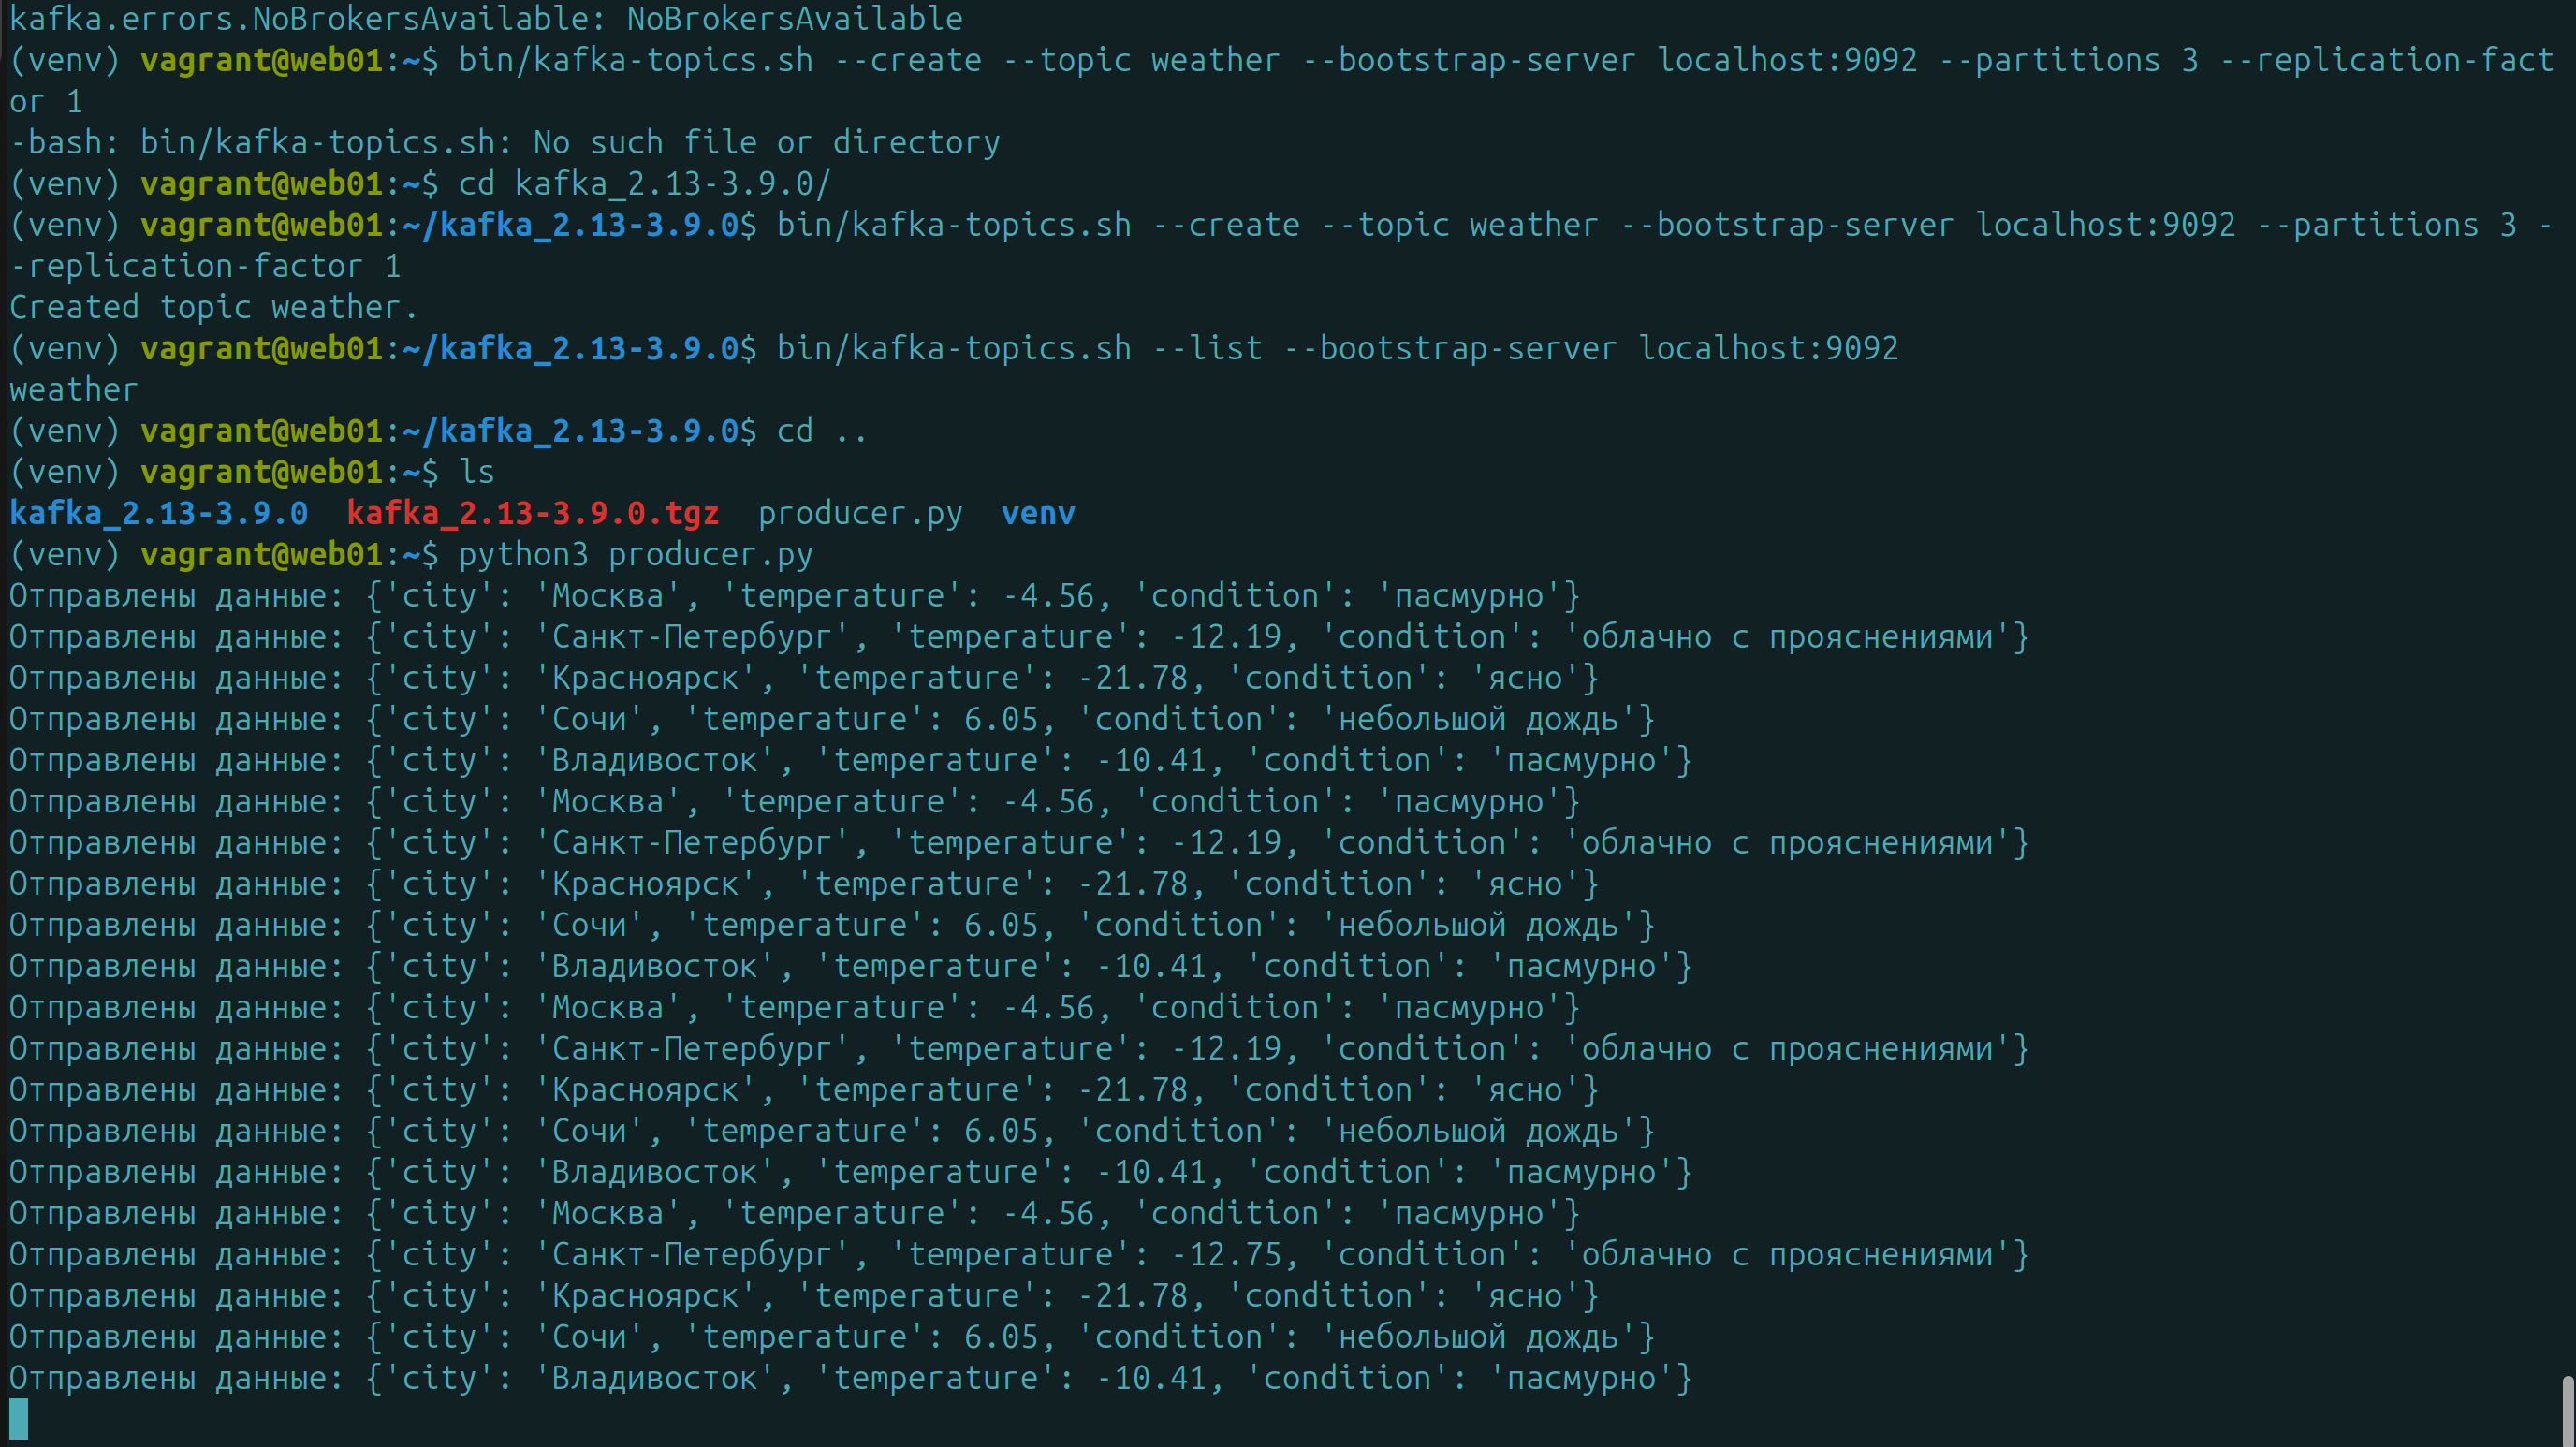 kafka.errors.NoBrokersAvailable: NoBrokersAvailable
(venv) vagrant@web01:~$ bin/kafka-topics.sh --create --topic weather --bootstrap-server localhost:9092 --partitions 3 --replication-fact
or 1
-bash: bin/kafka-topics.sh: No such file or directory
(venv) vagrant@web01:~$ cd kafka_2.13-3.9.0/
(venv) vagrant@web01:~/kafka_2.13-3.9.0$ bin/kafka-topics.sh --create --topic weather --bootstrap-server localhost:9092 --partitions 3 -
-replication-factor 1
Created topic weather.
(venv) vagrant@web01:~/kafka_2.13-3.9.0$ bin/kafka-topics.sh --list --bootstrap-server localhost:9092
weather
(venv) vagrant@web01:~/kafka_2.13-3.9.0$ cd ..
(venv) vagrant@web01:~$ ls
kafka_2.13-3.9.0  kafka_2.13-3.9.0.tgz  producer.py  venv
(venv) vagrant@web01:~$ python3 producer.py
Отправлены данные: {'city': 'Москва', 'temperature': -4.56, 'condition': 'пасмурно'}
Отправлены данные: {'city': 'Санкт-Петербург', 'temperature': -12.19, 'condition': 'облачно с прояснениями'}
Отправлены данные: {'city': 'Красноярск', 'temperature': -21.78, 'condition': 'ясно'}
Отправлены данные: {'city': 'Сочи', 'temperature': 6.05, 'condition': 'небольшой дождь'}
Отправлены данные: {'city': 'Владивосток', 'temperature': -10.41, 'condition': 'пасмурно'}
Отправлены данные: {'city': 'Москва', 'temperature': -4.56, 'condition': 'пасмурно'}
Отправлены данные: {'city': 'Санкт-Петербург', 'temperature': -12.19, 'condition': 'облачно с прояснениями'}
Отправлены данные: {'city': 'Красноярск', 'temperature': -21.78, 'condition': 'ясно'}
Отправлены данные: {'city': 'Сочи', 'temperature': 6.05, 'condition': 'небольшой дождь'}
Отправлены данные: {'city': 'Владивосток', 'temperature': -10.41, 'condition': 'пасмурно'}
Отправлены данные: {'city': 'Москва', 'temperature': -4.56, 'condition': 'пасмурно'}
Отправлены данные: {'city': 'Санкт-Петербург', 'temperature': -12.19, 'condition': 'облачно с прояснениями'}
Отправлены данные: {'city': 'Красноярск', 'temperature': -21.78, 'condition': 'ясно'}
Отправлены данные: {'city': 'Сочи', 'temperature': 6.05, 'condition': 'небольшой дождь'}
Отправлены данные: {'city': 'Владивосток', 'temperature': -10.41, 'condition': 'пасмурно'}
Отправлены данные: {'city': 'Москва', 'temperature': -4.56, 'condition': 'пасмурно'}
Отправлены данные: {'city': 'Санкт-Петербург', 'temperature': -12.75, 'condition': 'облачно с прояснениями'}
Отправлены данные: {'city': 'Красноярск', 'temperature': -21.78, 'condition': 'ясно'}
Отправлены данные: {'city': 'Сочи', 'temperature': 6.05, 'condition': 'небольшой дождь'}
Отправлены данные: {'city': 'Владивосток', 'temperature': -10.41, 'condition': 'пасмурно'}